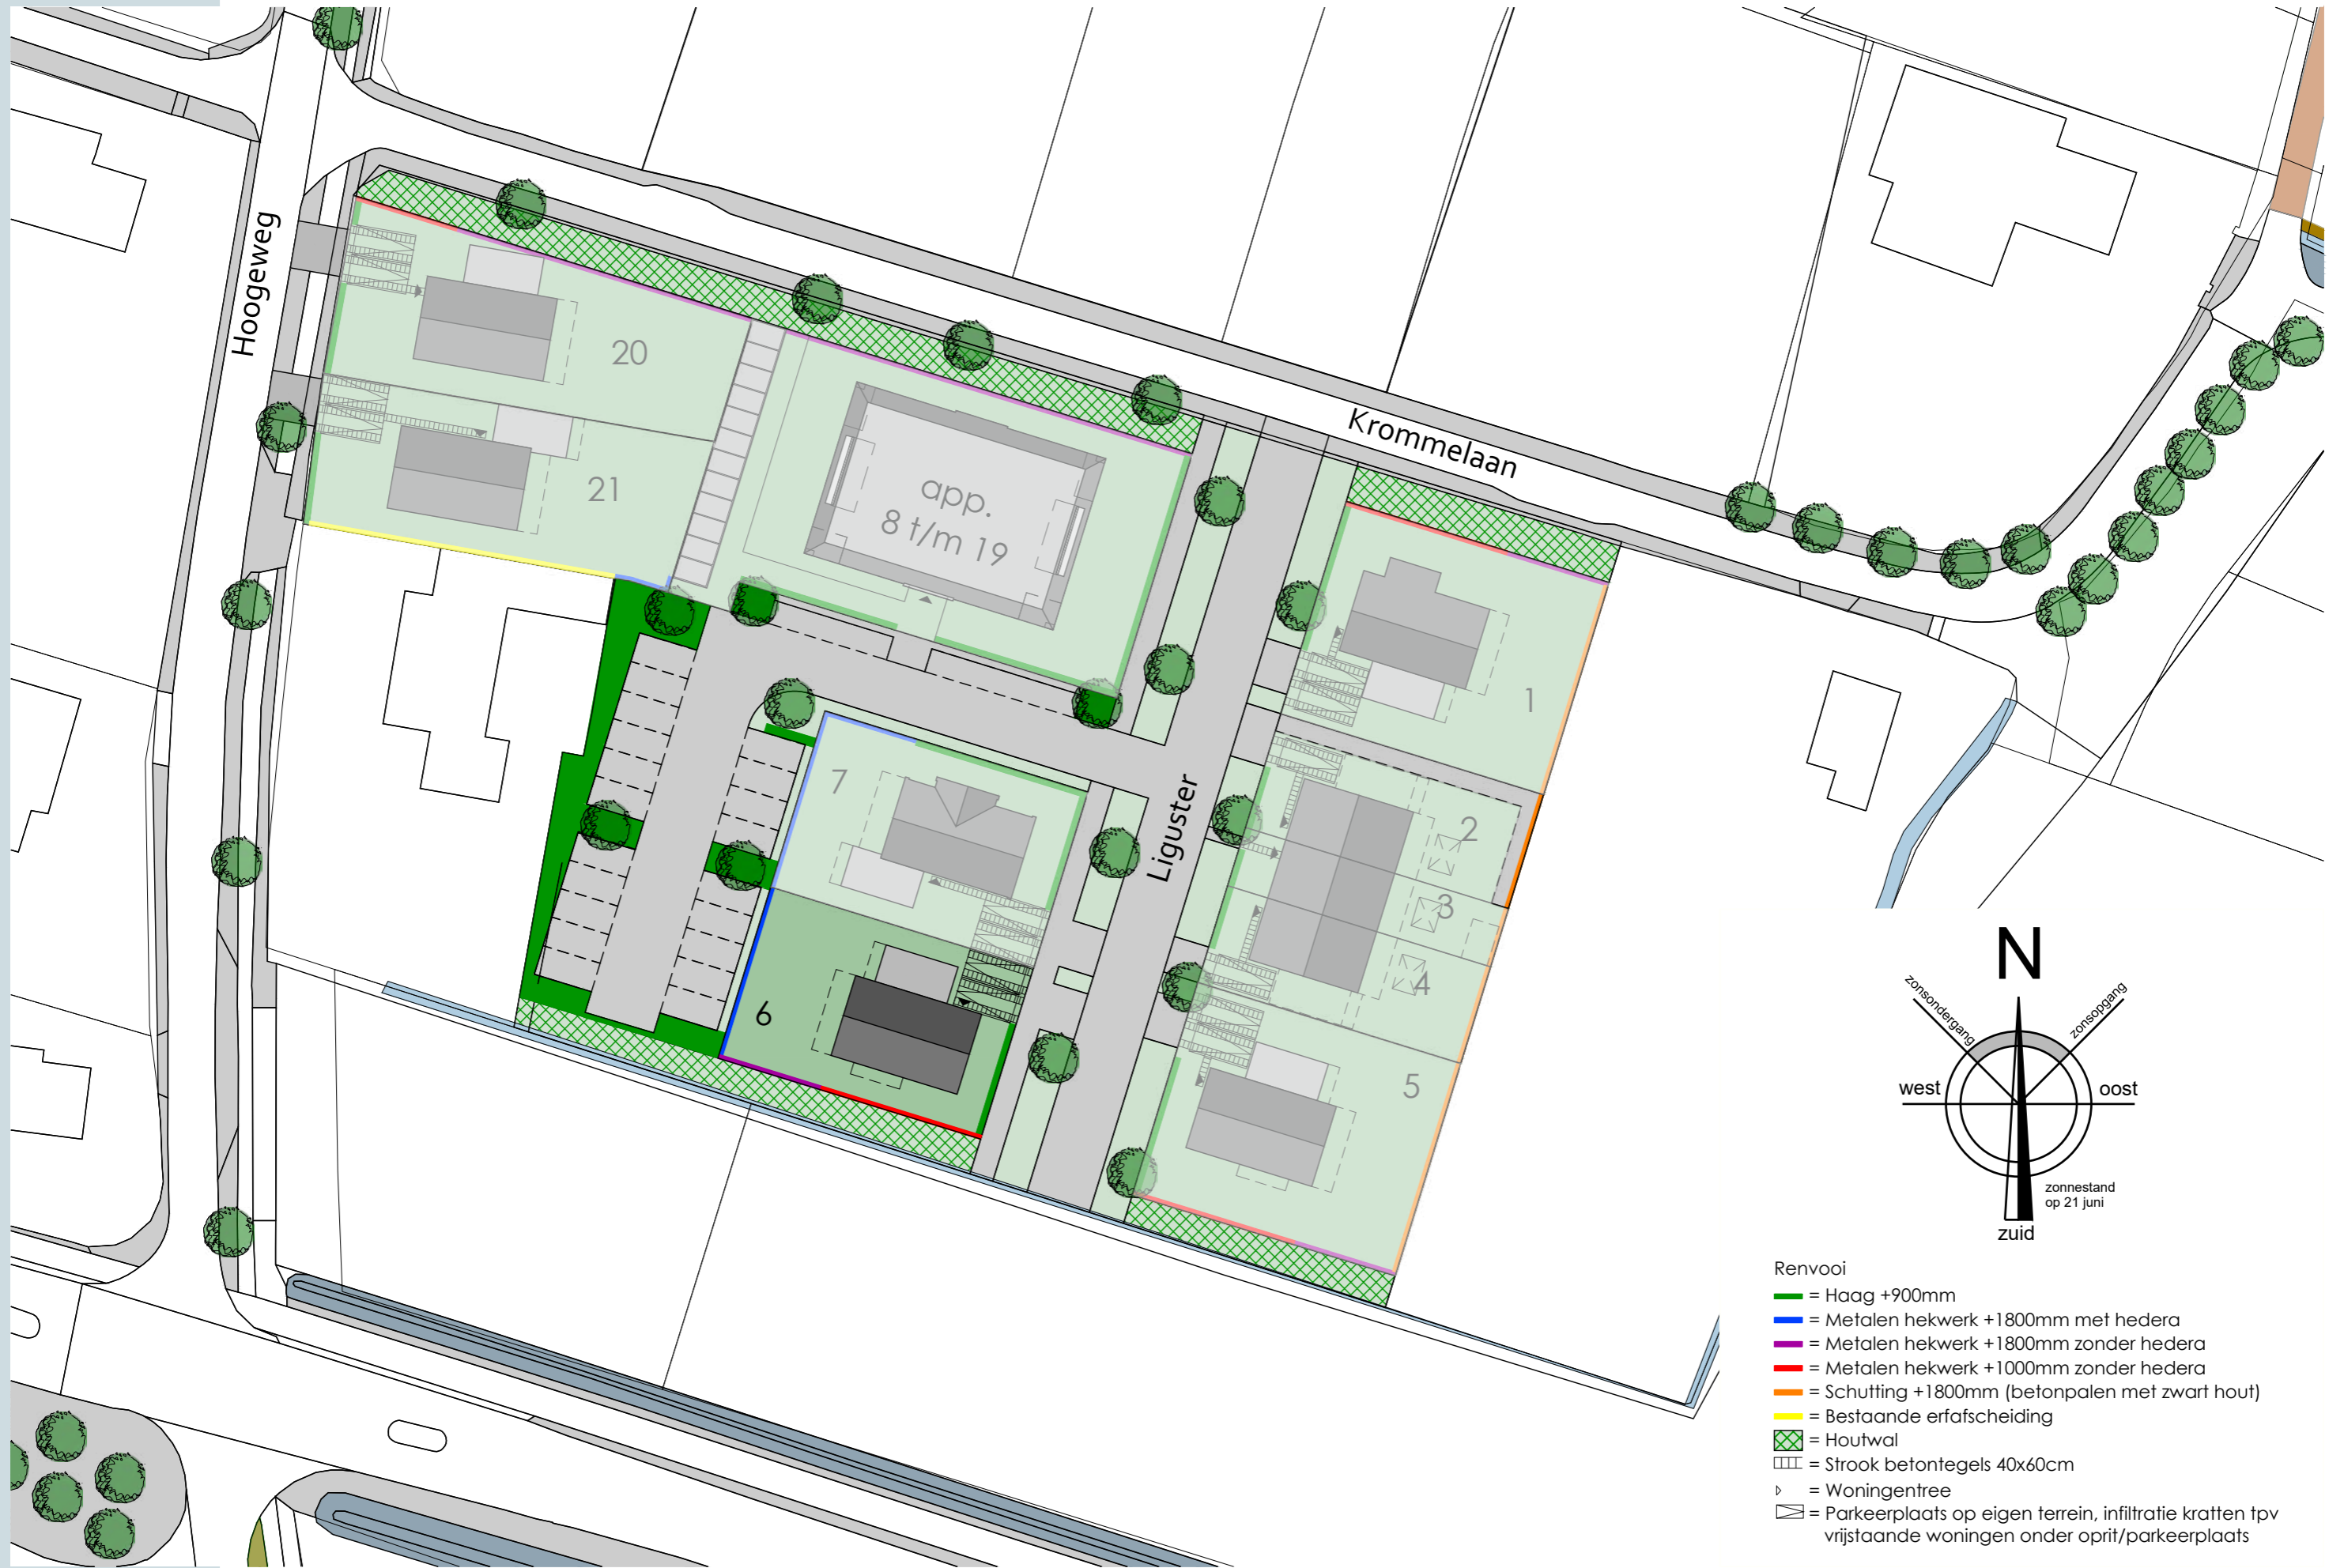 Hoogeweg
Krommelaan
Liguster
20
21
app.
8 t/m 19
1
2
3
4
5
6
7
N
zonsondergang
zonsopgang
west
oost
zonnestand
op 21 juni
zuid
Renvooi
= Haag +900mm
= Metalen hekwerk +1800mm met hedera
= Metalen hekwerk +1800mm zonder hedera
= Metalen hekwerk +1000mm zonder hedera
= Schutting +1800mm (betonpalen met zwart hout)
= Bestaande erfafscheiding
= Houtwal
= Strook betontegels 40x60cm
= Woningentree
= Parkeerplaats op eigen terrein, infiltratie kratten tpv
vrijstaande woningen onder oprit/parkeerplaats